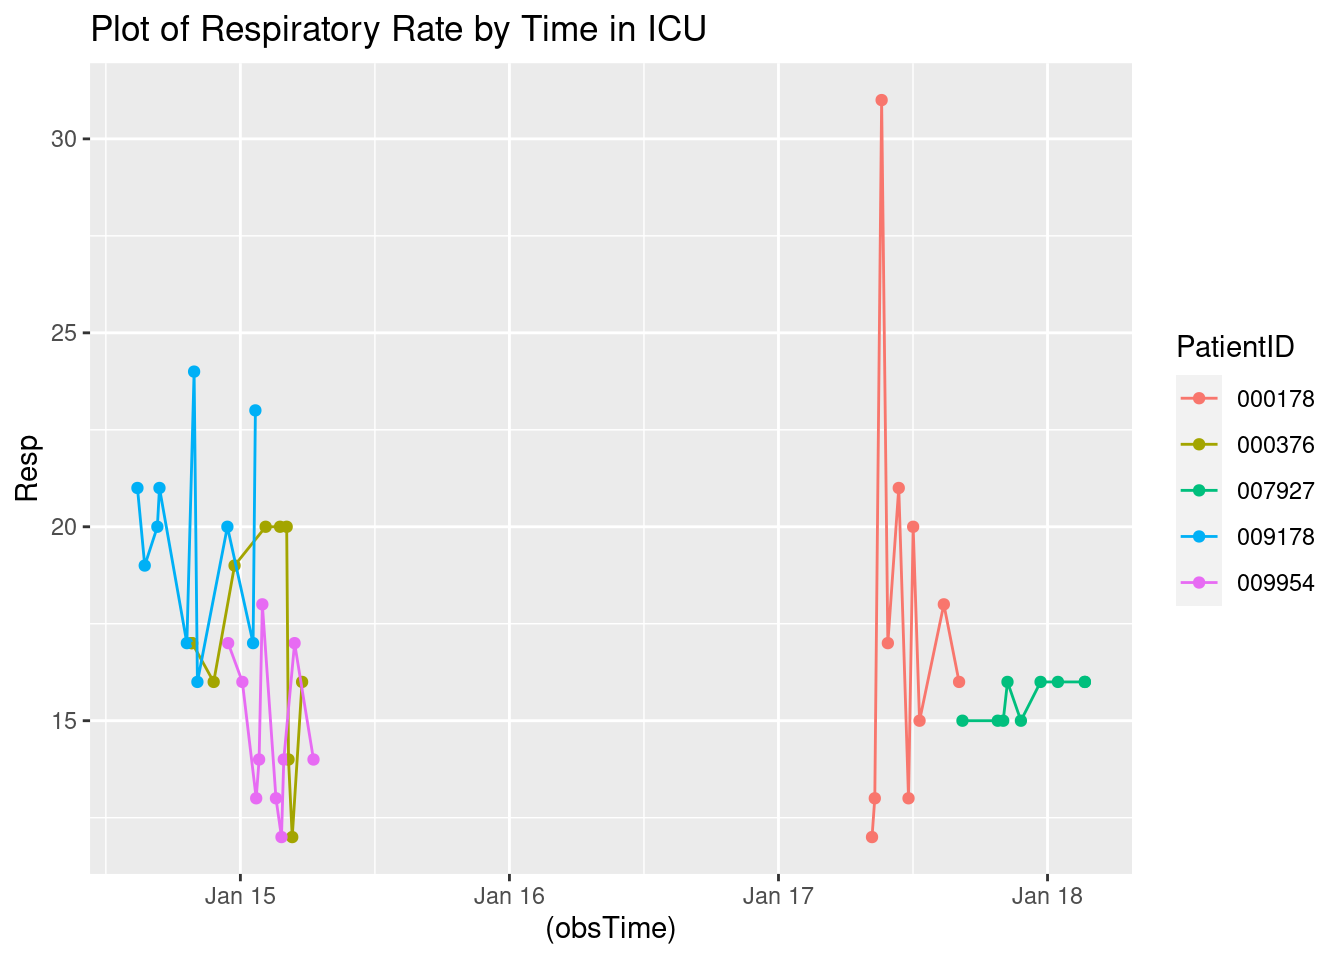 Plot of Respiratory Rate by Time in ICU
30
25
20
15
Resp
Jan 15
Jan 16
Jan 17
Jan 18
(obsTime)
PatientID
000178
000376
007927
009178
009954